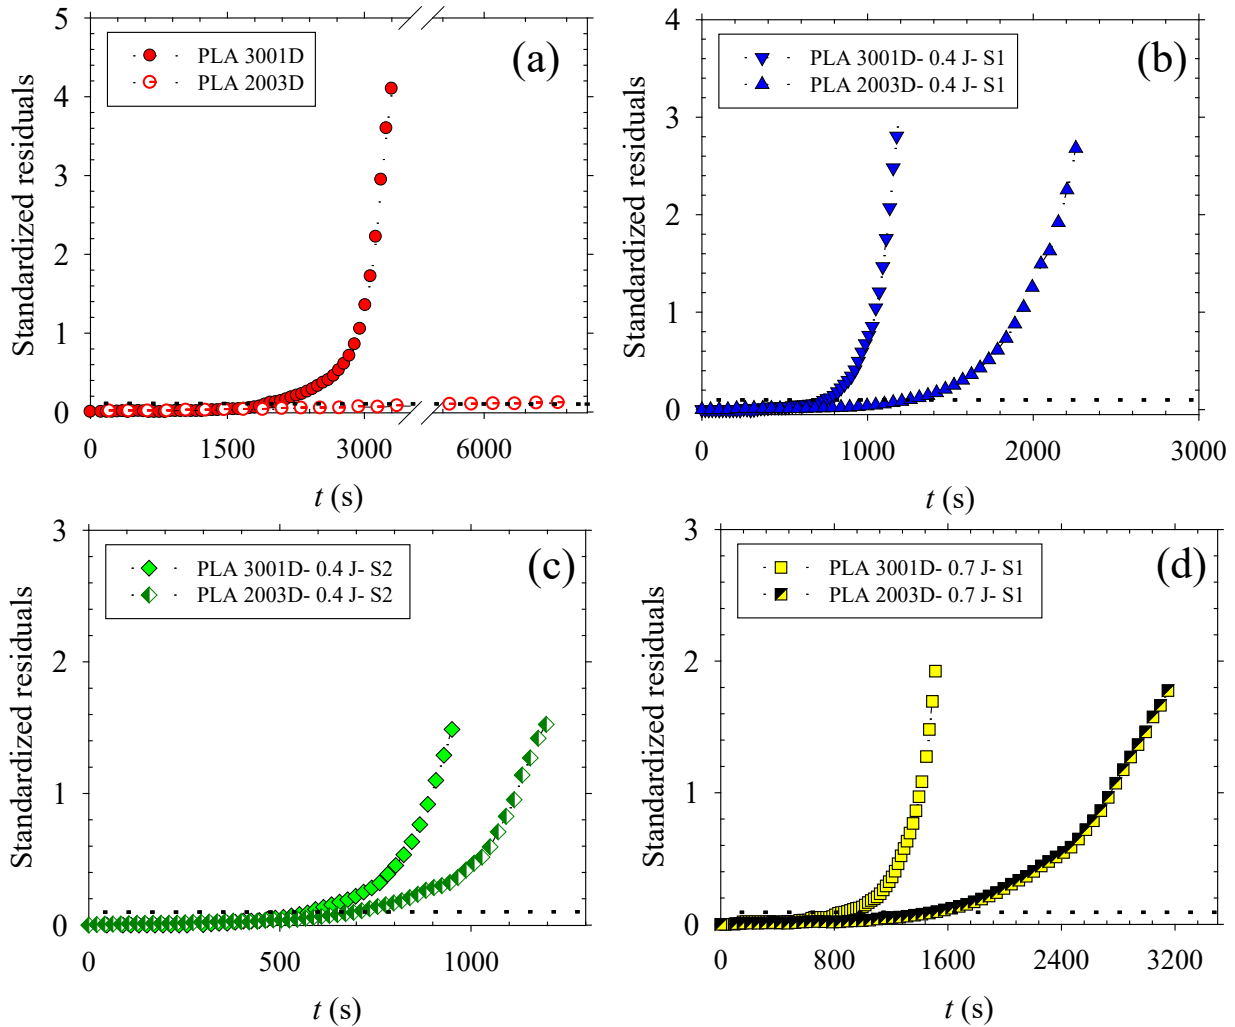 (a)
PLA 3001D
PLA 2003D
Standardized residuals
5
4
3
2
1
0
0 1500 3000 6000
t (s)
(b)
PLA 3001D- 0.4 J- S1
PLA 2003D- 0.4 J- S1
Standardized residuals
4
3
2
1
0
0 1000 2000 3000
t (s)
(c)
PLA 3001D- 0.4 J- S2
PLA 2003D- 0.4 J- S2
Standardized residuals
3
2
1
0
0 500 1000
t (s)
(d)
PLA 3001D- 0.7 J- S1
PLA 2003D- 0.7 J- S1
Standardized residuals
3
2
1
0
0 800 1600 2400 3200
t (s)